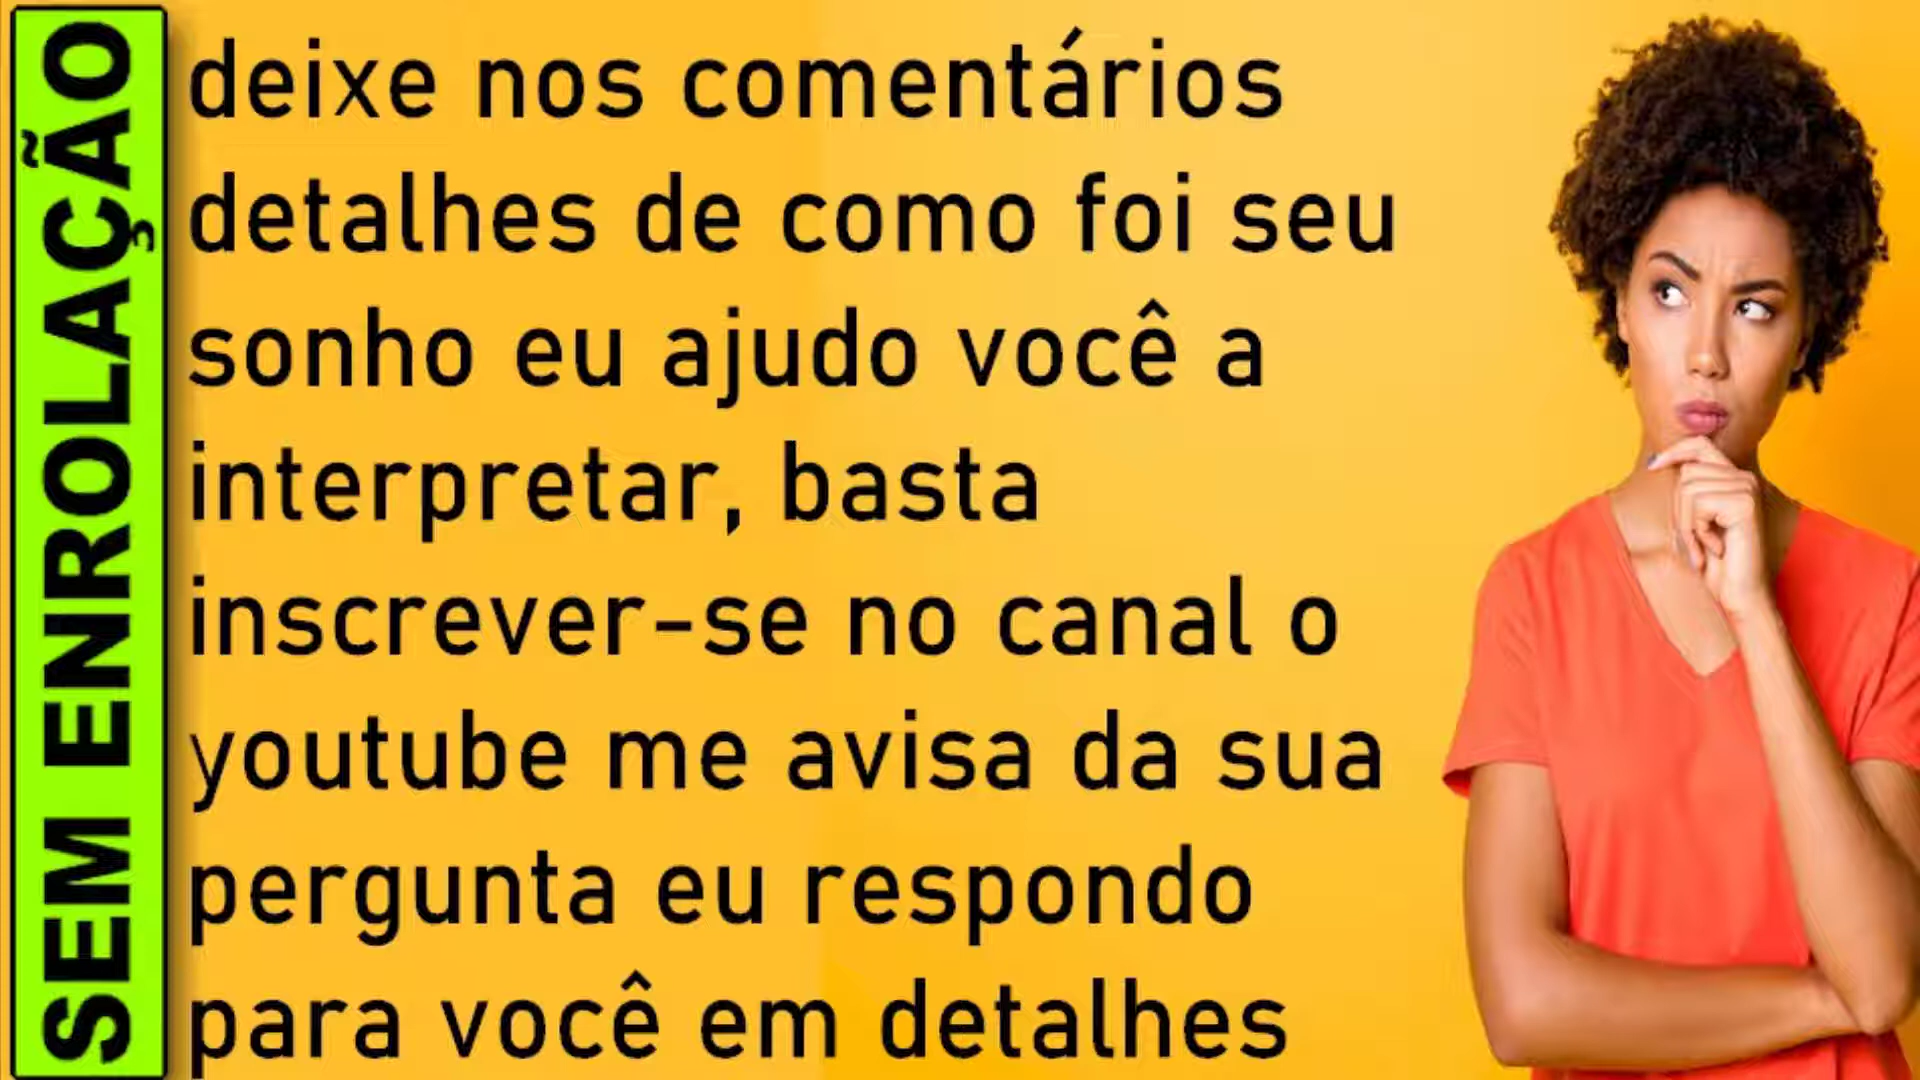 SEM ENROLAÇÃO
deixe nos comentários
detalhes de como foi seu
sonho eu ajudo você a
interpretar, basta
inscrever-se no canal o
youtube me avisa da sua
pergunta eu respondo
para você em detalhes